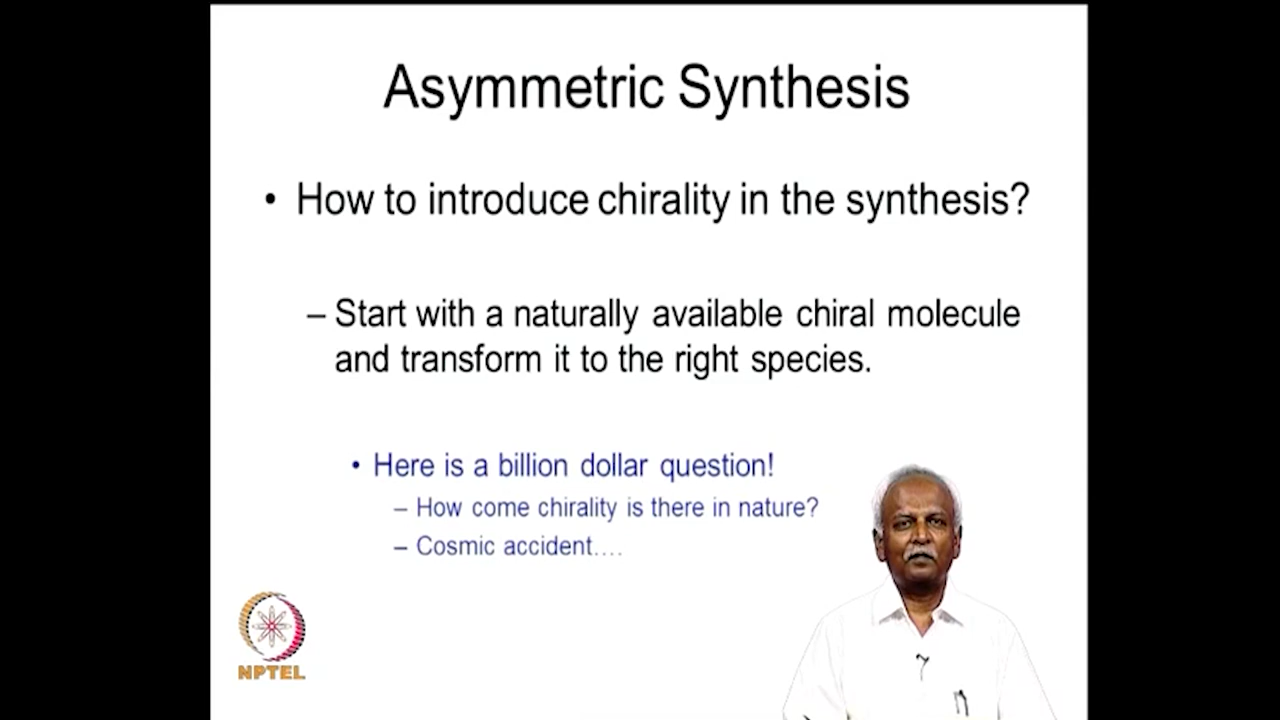 Asymmetric Synthesis
• How to introduce chirality in the synthesis?
– Start with a naturally available chiral molecule
and transform it to the right species.
• Here is a billion dollar question!
– How come chirality is there in nature?
– Cosmic accident....
NPTEL